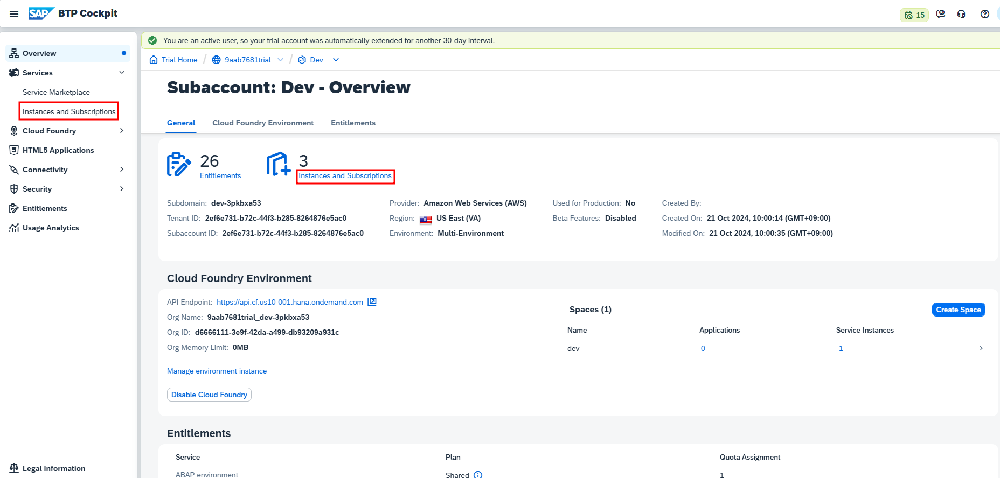 SAP BTP Cockpit
15
Overview
Services
Service Marketplace
Instances and Subscriptions
Cloud Foundry
HTML5 Applications
Connectivity
Security
Entitlements
Usage Analytics
Legal Information
You are an active user, so your trial account was automatically extended for another 30-day interval.
Trial Home / 9aab7681trial / Dev
Subaccount: Dev - Overview
General Cloud Foundry Environment Entitlements
26
Entitlements
3
Instances and Subscriptions
Subdomain: dev-3pkbxa53
Tenant ID: 2ef6e731-b72c-44f3-b285-8264876e5ac0
Subaccount ID: 2ef6e731-b72c-44f3-b285-8264876e5ac0
Provider: Amazon Web Services (AWS)
Region: US East (VA)
Environment: Multi-Environment
Used for Production: No
Beta Features: Disabled
Created By:
Created On: 21 Oct 2024, 10:00:14 (GMT+09:00)
Modified On: 21 Oct 2024, 10:00:35 (GMT+09:00)
Cloud Foundry Environment
API Endpoint: https://api.cf.us10-001.hana.ondemand.com
Org Name: 9aab7681trial_dev-3pkbxa53
Org ID: d6666111-3e9f-42da-a499-db93209a931c
Org Memory Limit: 0MB
Manage environment instance
Disable Cloud Foundry
Spaces (1)
Create Space
Name Applications Service Instances
dev 0 1
Entitlements
Service Plan Quota Assignment
ABAP environment Shared 1